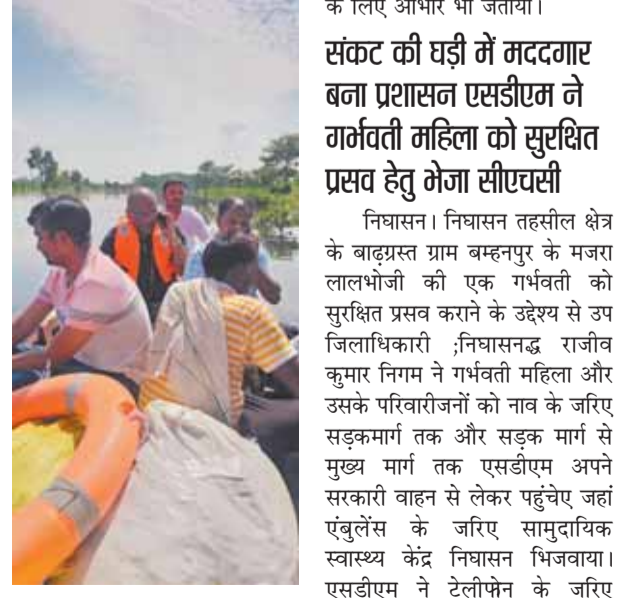 के लिए आभार भी जताया।
संकट की घड़ी में मददगार
बना प्रशासन एसडीएम ने
गर्भवती महिला को सुरक्षित
प्रसव हेतु भेजा सीएचसी
निघासन। निघासन तहसील क्षेत्र
के बाढ़ग्रस्त ग्राम बम्हनपुर के मजरा
लालभोजी की एक गर्भवती को
सुरक्षित प्रसव कराने के उद्देश्य से उप
जिलाधिकारी ;निघासनद्ध राजीव
कुमार निगम ने गर्भवती महिला और
उसके परिवारीजनों को नाव के जरिए
सड़कमार्ग तक और सड़क मार्ग से
मुख्य मार्ग तक एसडीएम अपने
सरकारी वाहन से लेकर पहुंचेए जहां
एंबुलेंस के जरिए सामुदायिक
स्वास्थ्य केंद्र निघासन भिजवाया।
एसडीएम ने टेलीफोन के जरिए